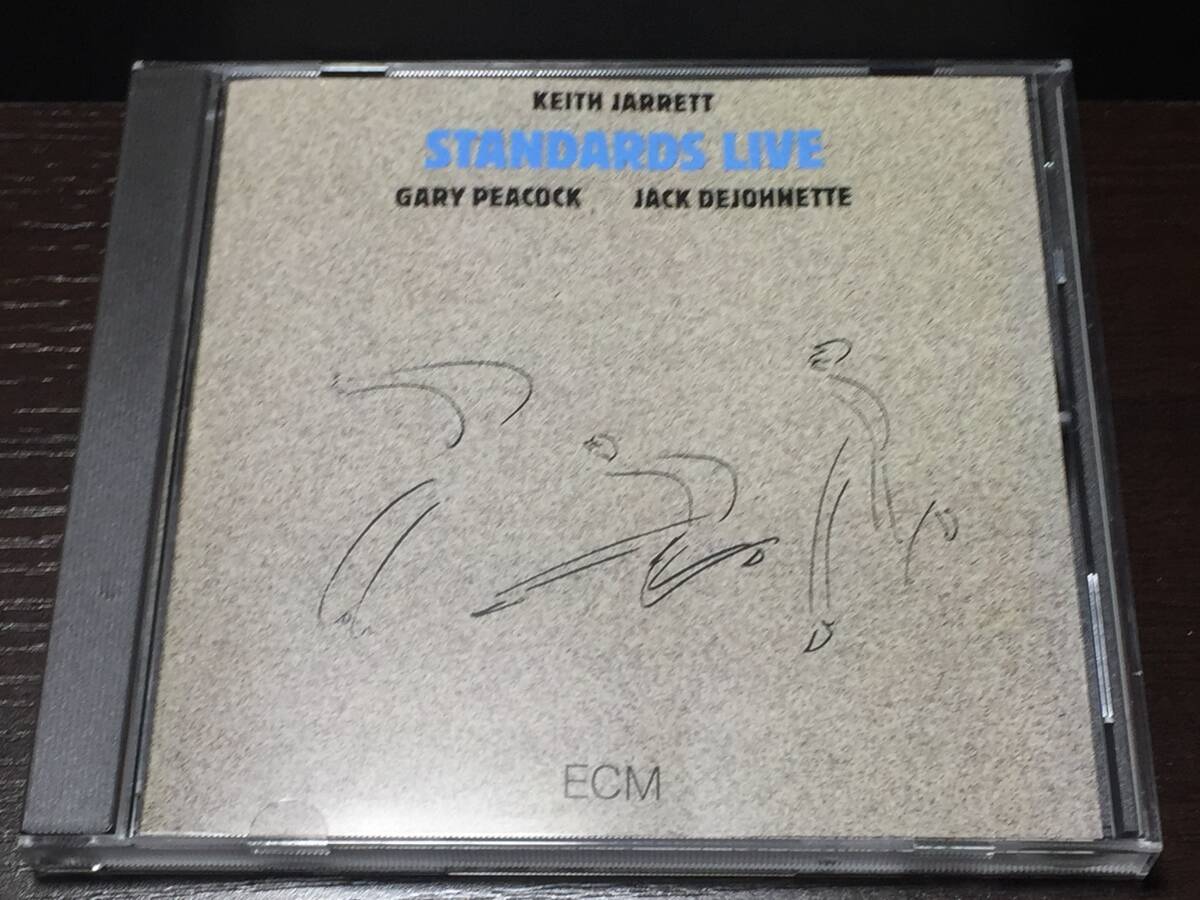 KEITH JARRETT
STANDARDS LIVE
GARY PEACOCK JACK DEJOHNETTE
ECM